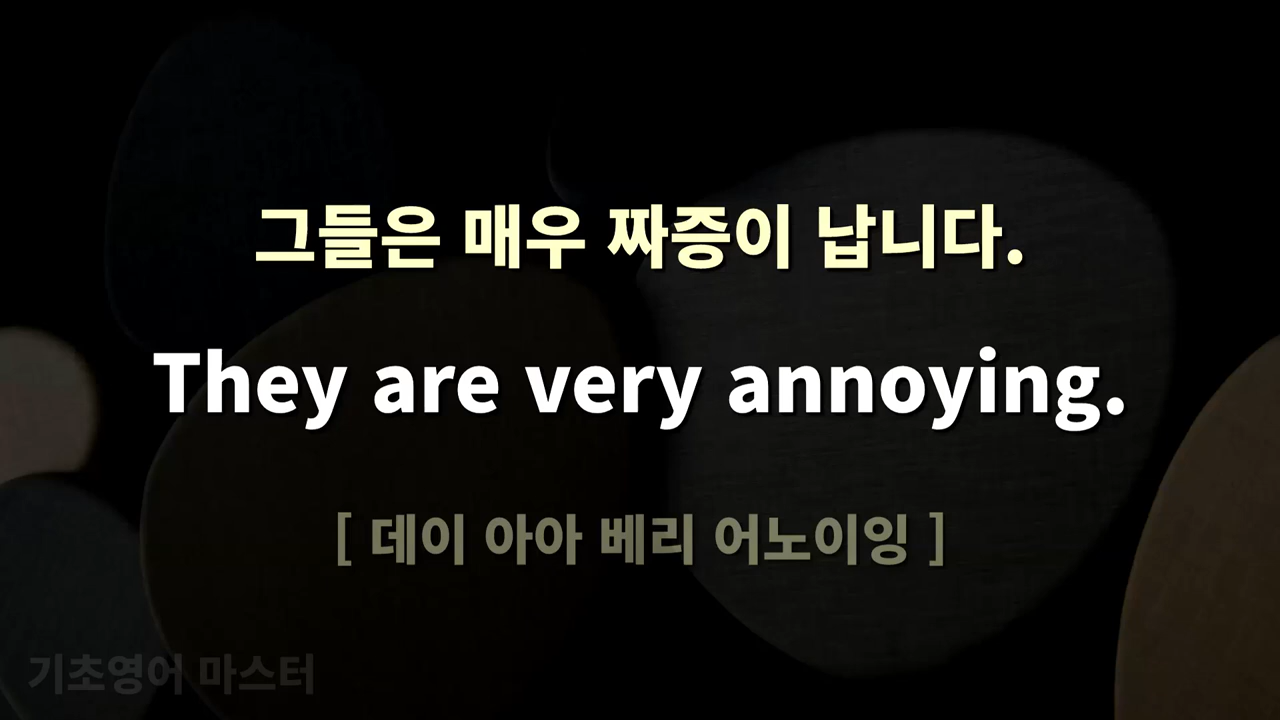 그들은 매우 짜증이 납니다.
They are very annoying.
[ 데이 아아 베리 어노이잉 ]
기초영어 마스터